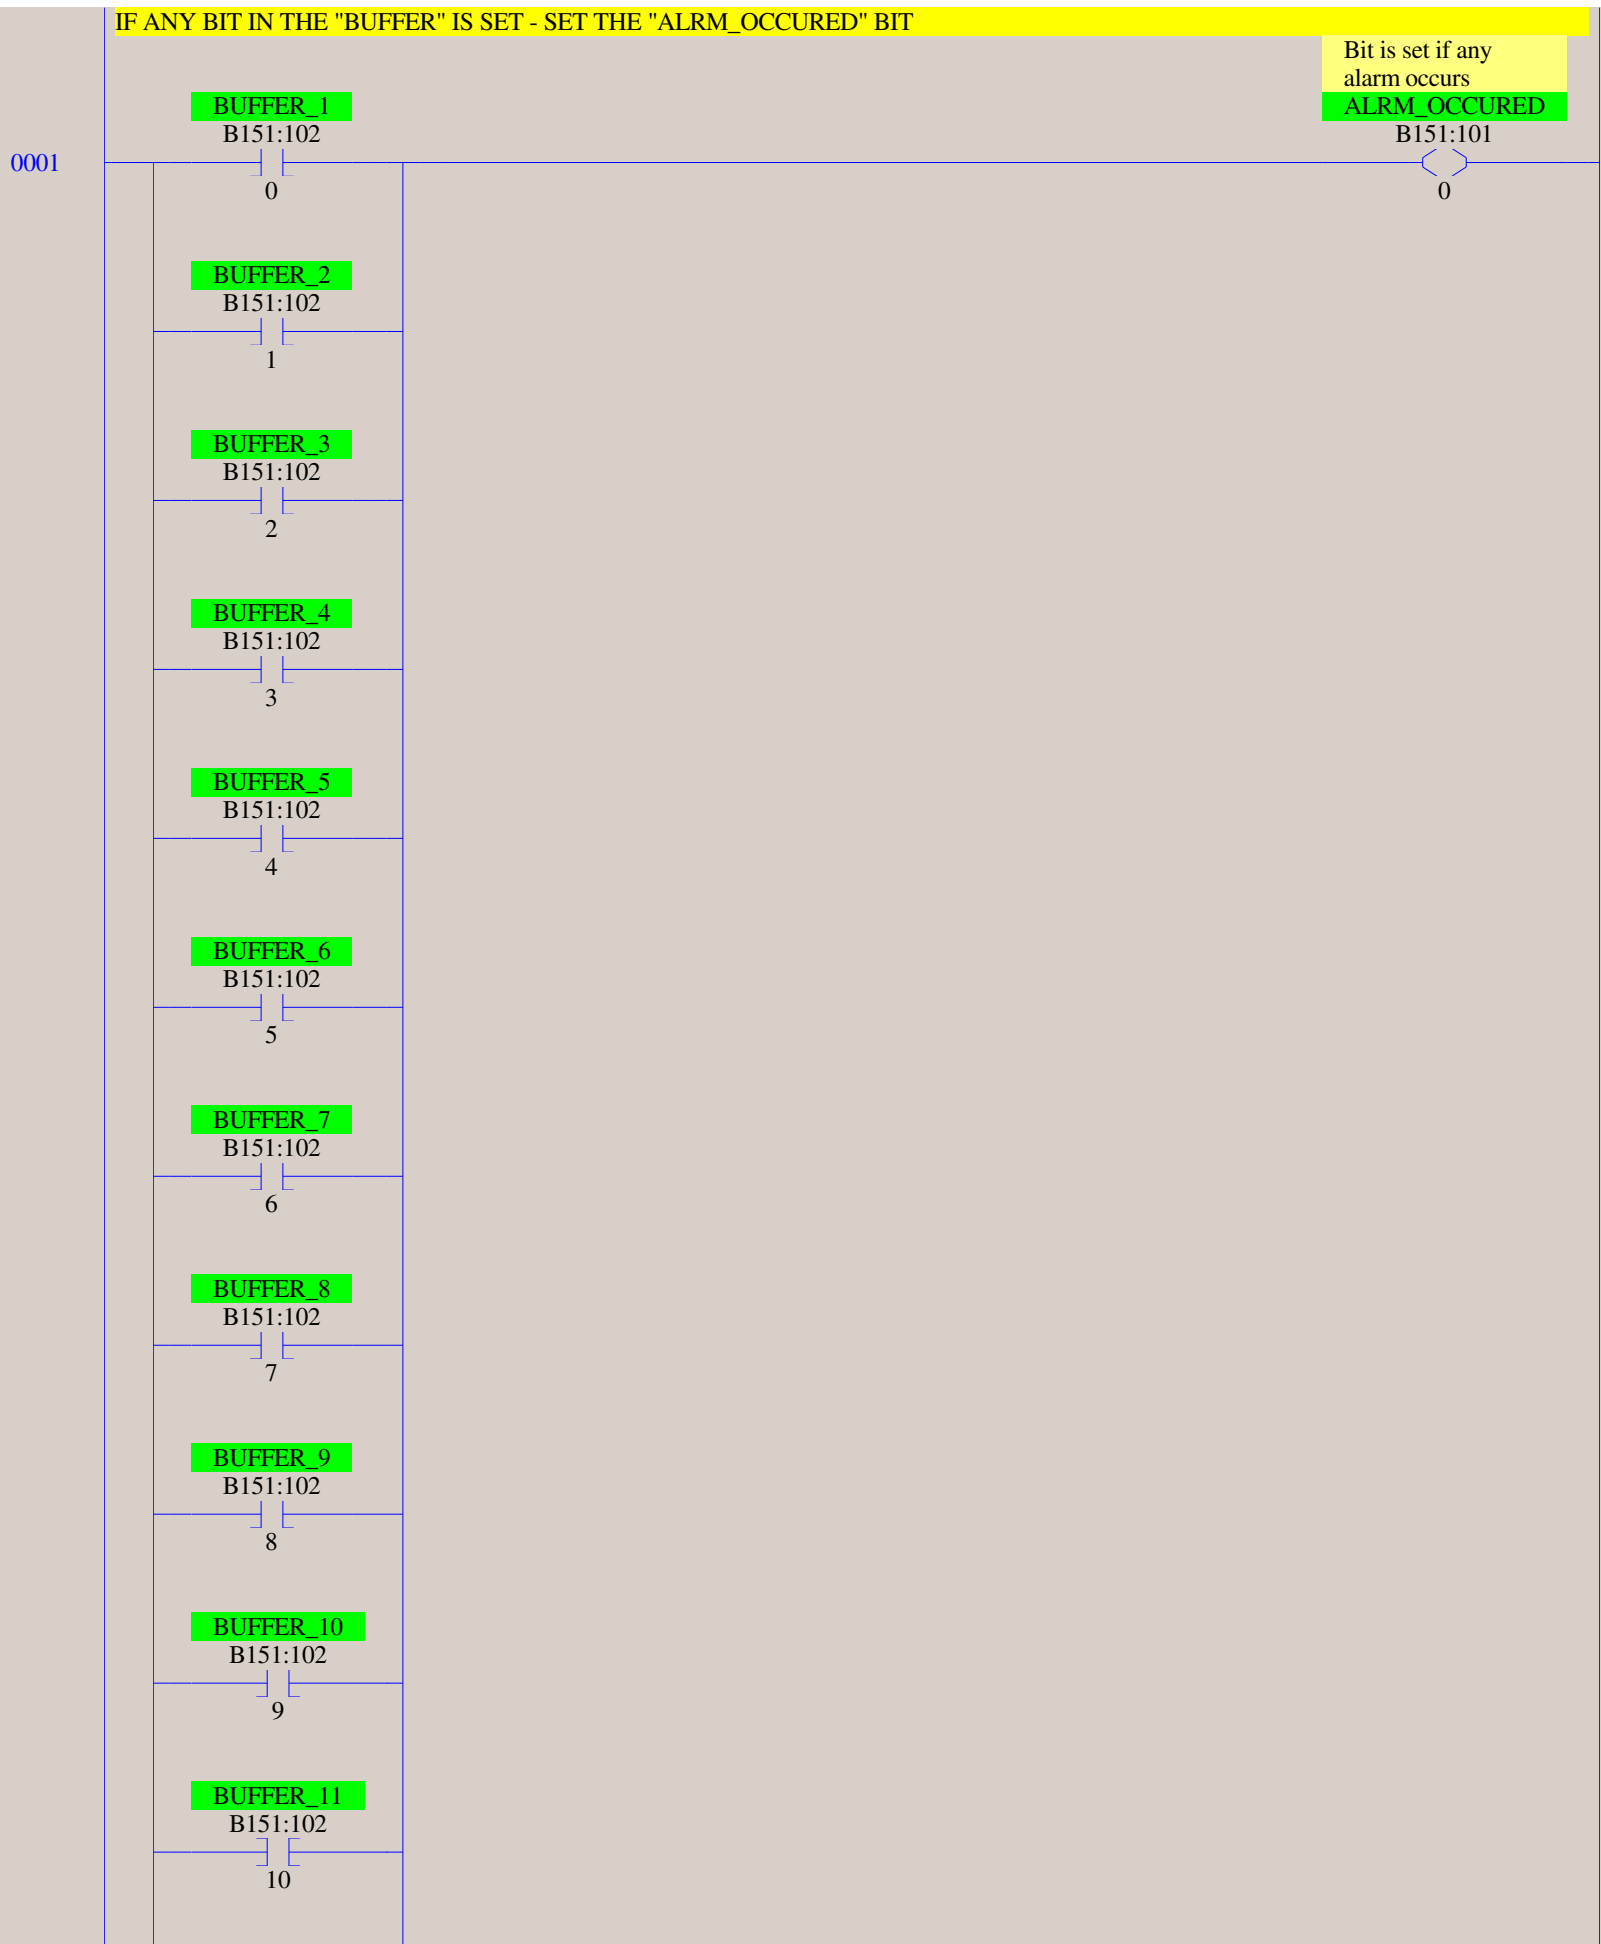 IF ANY BIT IN THE "BUFFER" IS SET - SET THE "ALRM_OCCURED" BIT
Bit is set if any
alarm occurs
BUFFER_1
ALRM_OCCURED
B151:102
B151:101
0001
0
0
BUFFER_2
B151:102
1
BUFFER_3
B151:102
2
BUFFER_4
B151:102
3
BUFFER_5
B151:102
4
BUFFER_6
B151:102
5
BUFFER_7
B151:102
6
BUFFER_8
B151:102
7
BUFFER_9
B151:102
8
BUFFER_10
B151:102
9
BUFFER_11
B151:102
10